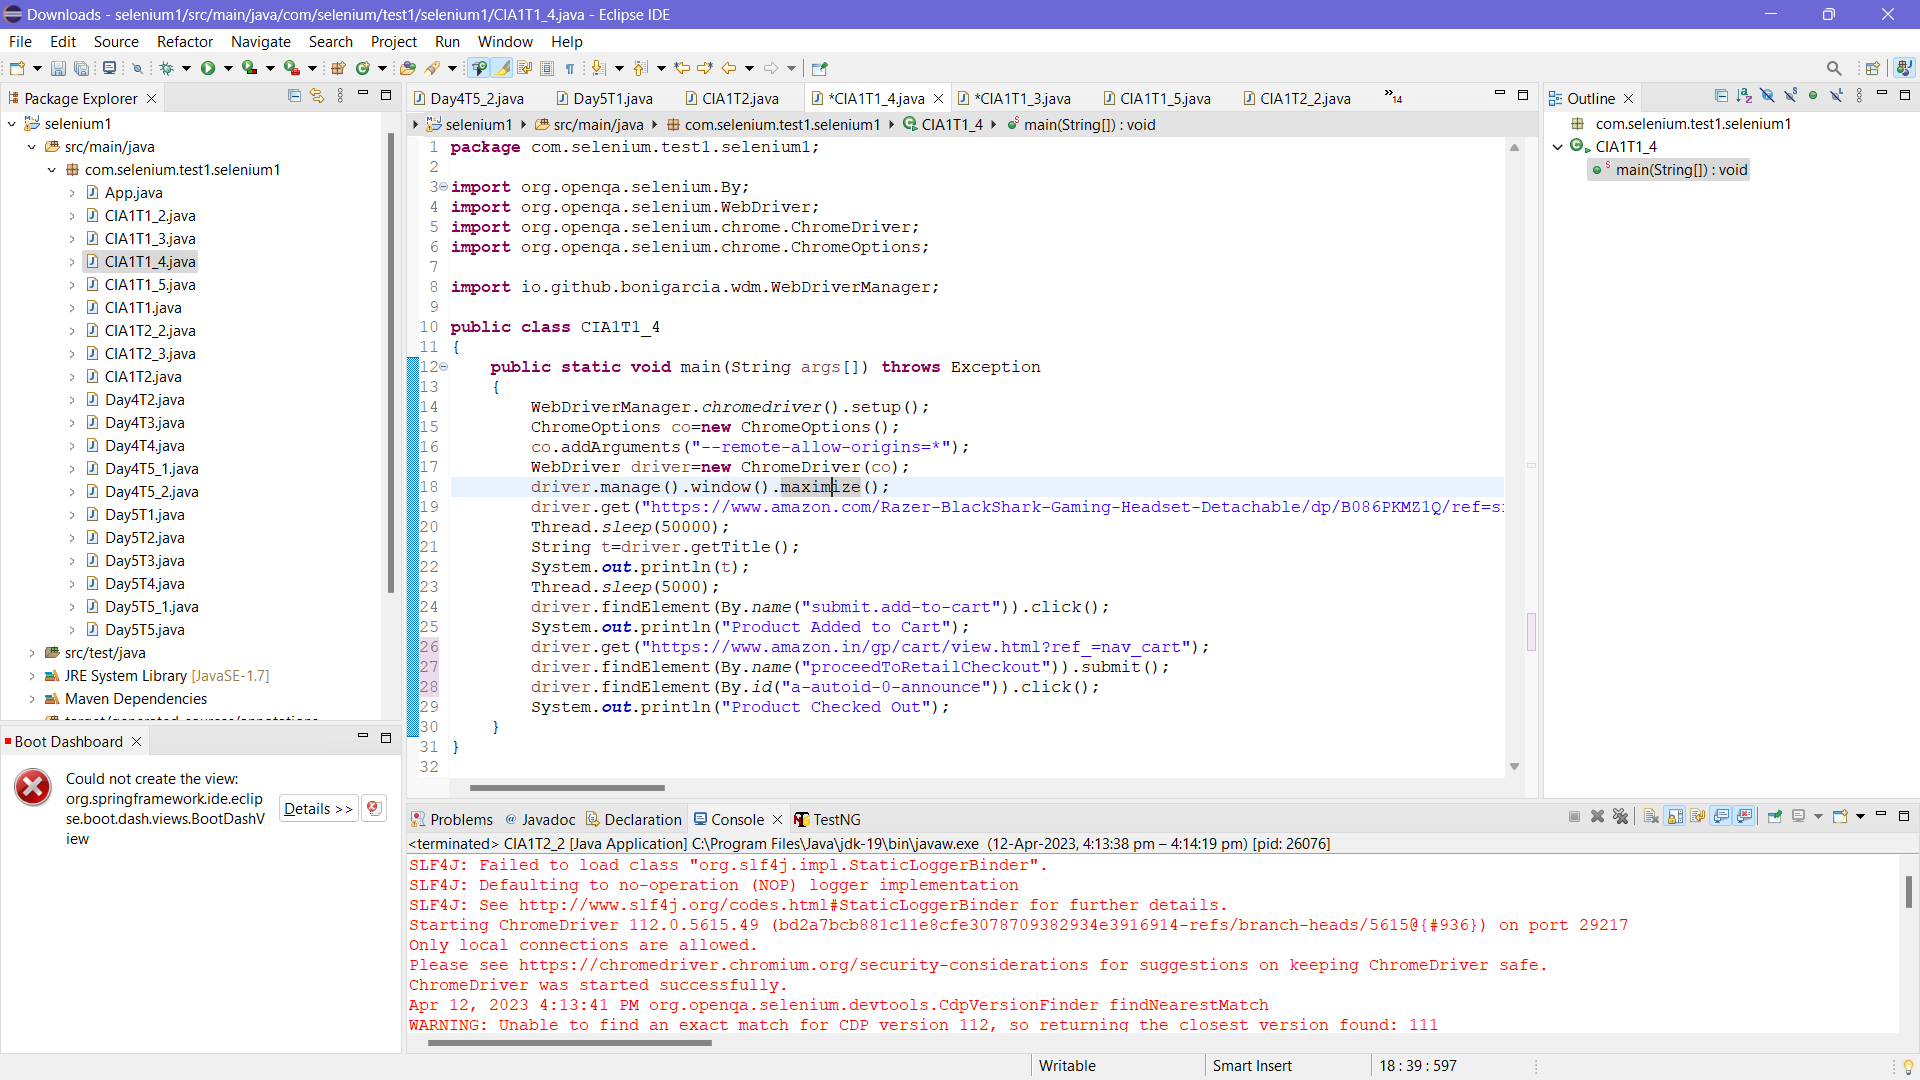 Downloads - selenium1/src/main/java/com/selenium/test1/selenium1/CIA1T1_4.java - Eclipse IDE
File Edit Source Refactor Navigate Search Project Run Window Help
Package Explorer
selenium1
src/main/java
com.selenium.test1.selenium1
App.java
CIA1T1_2.java
CIA1T1_3.java
CIA1T1_4.java
CIA1T1_5.java
CIA1T1.java
CIA1T2_2.java
CIA1T2_3.java
CIA1T2.java
Day4T2.java
Day4T3.java
Day4T4.java
Day4T5_1.java
Day4T5_2.java
Day5T1.java
Day5T2.java
Day5T3.java
Day5T4.java
Day5T5_1.java
Day5T5.java
src/test/java
JRE System Library [JavaSE-1.7]
Maven Dependencies
target/generated-sources/annotations
Boot Dashboard
Could not create the view:
org.springframework.ide.eclip
se.boot.dash.views.BootDashV
iew
Details >>
Day4T5_2.java Day5T1.java CIA1T2.java *CIA1T1_4.java *CIA1T1_3.java CIA1T1_5.java CIA1T2_2.java »14
selenium1 src/main/java com.selenium.test1.selenium1 CIA1T1_4 main(String[]) : void
1 package com.selenium.test1.selenium1;
2
3 import org.openqa.selenium.By;
4 import org.openqa.selenium.WebDriver;
5 import org.openqa.selenium.chrome.ChromeDriver;
6 import org.openqa.selenium.chrome.ChromeOptions;
7
8 import io.github.bonigarcia.wdm.WebDriverManager;
9
10 public class CIA1T1_4
11 {
12 public static void main(String args[]) throws Exception
13 {
14 WebDriverManager.chromedriver().setup();
15 ChromeOptions co=new ChromeOptions();
16 co.addArguments("--remote-allow-origins=*");
17 WebDriver driver=new ChromeDriver(co);
18 driver.manage().window().maximize();
19 driver.get("https://www.amazon.com/Razer-BlackShark-Gaming-Headset-Detachable/dp/B086PKMZ1Q/ref=s
20 Thread.sleep(50000);
21 String t=driver.getTitle();
22 System.out.println(t);
23 Thread.sleep(5000);
24 driver.findElement(By.name("submit.add-to-cart")).click();
25 System.out.println("Product Added to Cart");
26 driver.get("https://www.amazon.in/gp/cart/view.html?ref_=nav_cart");
27 driver.findElement(By.name("proceedToRetailCheckout")).submit();
28 driver.findElement(By.id("a-autoid-0-announce")).click();
29 System.out.println("Product Checked Out");
30 }
31 }
32
Outline
com.selenium.test1.selenium1
CIA1T1_4
main(String[]) : void
Problems Javadoc Declaration Console TestNG
<terminated> CIA1T2_2 [Java Application] C:\Program Files\Java\jdk-19\bin\javaw.exe (12-Apr-2023, 4:13:38 pm – 4:14:19 pm) [pid: 26076]
SLF4J: Failed to load class "org.slf4j.impl.StaticLoggerBinder".
SLF4J: Defaulting to no-operation (NOP) logger implementation
SLF4J: See http://www.slf4j.org/codes.html#StaticLoggerBinder for further details.
Starting ChromeDriver 112.0.5615.49 (bd2a7bcb881c11e8cfe3078709382934e3916914-refs/branch-heads/5615@{#936}) on port 29217
Only local connections are allowed.
Please see https://chromedriver.chromium.org/security-considerations for suggestions on keeping ChromeDriver safe.
ChromeDriver was started successfully.
Apr 12, 2023 4:13:41 PM org.openqa.selenium.devtools.CdpVersionFinder findNearestMatch
WARNING: Unable to find an exact match for CDP version 112, so returning the closest version found: 111
Writable Smart Insert 18 : 39 : 597